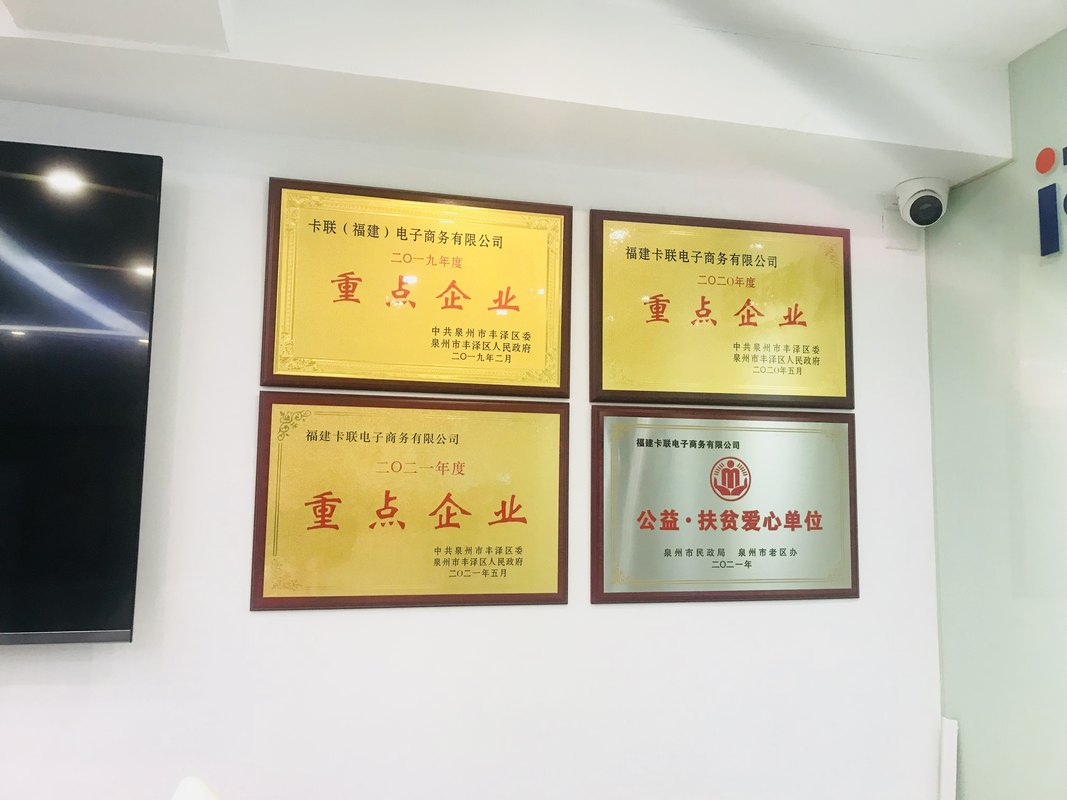 卡联（福建）电子商务有限公司
二〇一九年度
重点企业
中共泉州市丰泽区委
泉州市丰泽区人民政府
二〇一九年二月
福建卡联电子商务有限公司
二〇二〇年度
重点企业
中共泉州市丰泽区委
泉州市丰泽区人民政府
二〇二〇年五月
福建卡联电子商务有限公司
二〇二一年度
重点企业
中共泉州市丰泽区委
泉州市丰泽区人民政府
二〇二一年五月
福建卡联电子商务有限公司
公益·扶贫爱心单位
泉州市民政局 泉州市老区办
二〇二一年